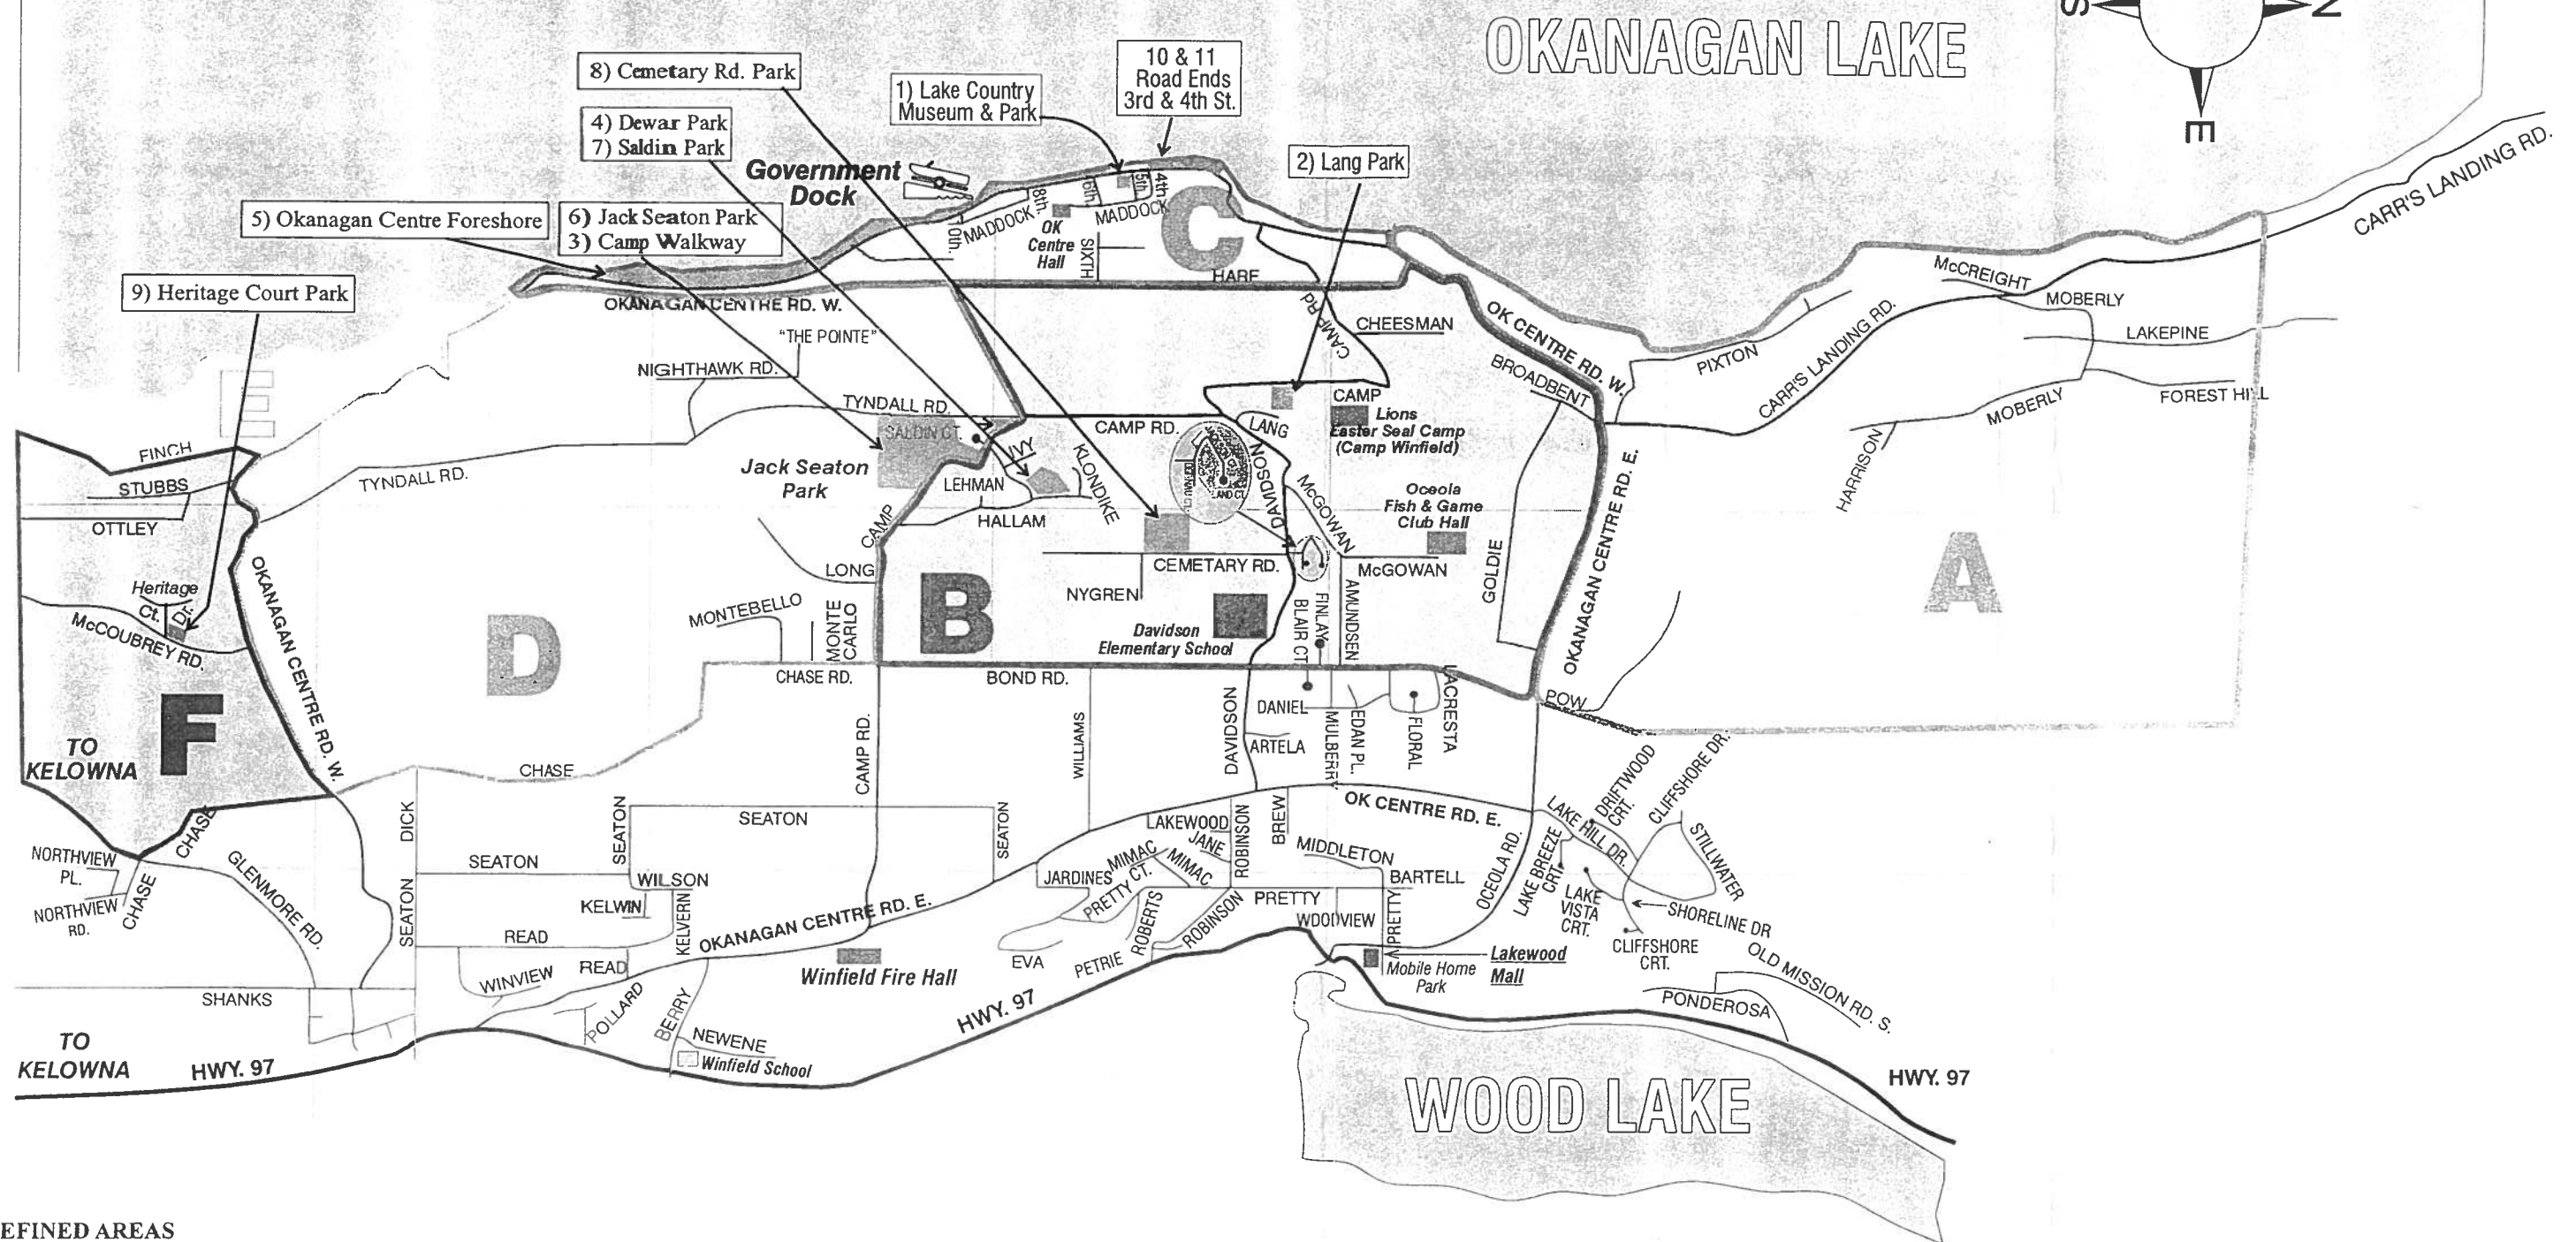 OKANAGAN LAKE
S
N
E
8) Cemetary Rd. Park
10 & 11
Road Ends
3rd & 4th St.
1) Lake Country
Museum & Park
4) Dewar Park
7) Saldin Park
2) Lang Park
Government
Dock
5) Okanagan Centre Foreshore
6) Jack Seaton Park
3) Camp Walkway
9) Heritage Court Park
10th.
MADDOCK
8th.
6th.
5th
4th
MADDOCK
OK
Centre
Hall
SIXTH
C
HARE
OKANAGAN CENTRE RD. W.
CAMP RD.
CHEESMAN
OK CENTRE RD. W.
BROADBENT
PIXTON
CARR'S LANDING RD.
CARR'S LANDING RD.
McCREIGHT
MOBERLY
LAKEPINE
MOBERLY
FOREST HILL
HARRISON
A
"THE POINTE"
NIGHTHAWK RD.
TYNDALL RD.
SALDIN CT.
E
FINCH
STUBBS
OTTLEY
TYNDALL RD.
Jack Seaton
Park
IVY
LEHMAN
KLONDIKE
HALLAM
CAMP
CAMP RD.
LANG
LAND CT.
DAVIDSON
DAVIDSON
CAMP
Lions
Easter Seal Camp
(Camp Winfield)
McGOWAN
Oceola
Fish & Game
Club Hall
McGOWAN
GOLDIE
OKANAGAN CENTRE RD. E.
POW
Heritage
Ct.
Dr.
McCOUBREY RD.
OKANAGAN CENTRE RD. W.
D
F
TO
KELOWNA
LONG
MONTEBELLO
MONTE
CARLO
B
CEMETARY RD.
NYGREN
Davidson
Elementary School
BLAIR CT
FINLAY
AMUNDSEN
CHASE RD.
BOND RD.
LACRESTA
DANIEL
ARTELA
MULBERRY
EDAN PL.
FLORAL
CHASE
CAMP RD.
WILLIAMS
DAVIDSON
CHASE
NORTHVIEW
PL.
NORTHVIEW
RD.
CHASE
GLENMORE RD.
DICK
SEATON
SEATON
SEATON
SEATON
SEATON
WILSON
KELWIN
KELVERN
READ
READ
WINVIEW
POLLARD
BERRY
NEWENE
Winfield School
OKANAGAN CENTRE RD. E.
Winfield Fire Hall
OK CENTRE RD. E.
LAKEWOOD
JANE
ROBINSON
BREW
MIMAC
MIMAC
JARDINES
PRETTY CT.
ROBERTS
ROBINSON
EVA
PETRIE
MIDDLETON
BARTELL
PRETTY
WOODVIEW
PRETTY
OCEOLA RD.
LAKE HILL DR.
DRIFTWOOD
CRT.
CLIFFSHORE DR.
STILLWATER
LAKE BREEZE
CRT.
LAKE
VISTA
CRT.
SHORELINE DR
CLIFFSHORE
CRT.
Lakewood
Mall
Mobile Home
Park
OLD MISSION RD. S.
PONDEROSA
SHANKS
TO
KELOWNA
HWY. 97
HWY. 97
HWY. 97
WOOD LAKE
EFINED AREAS